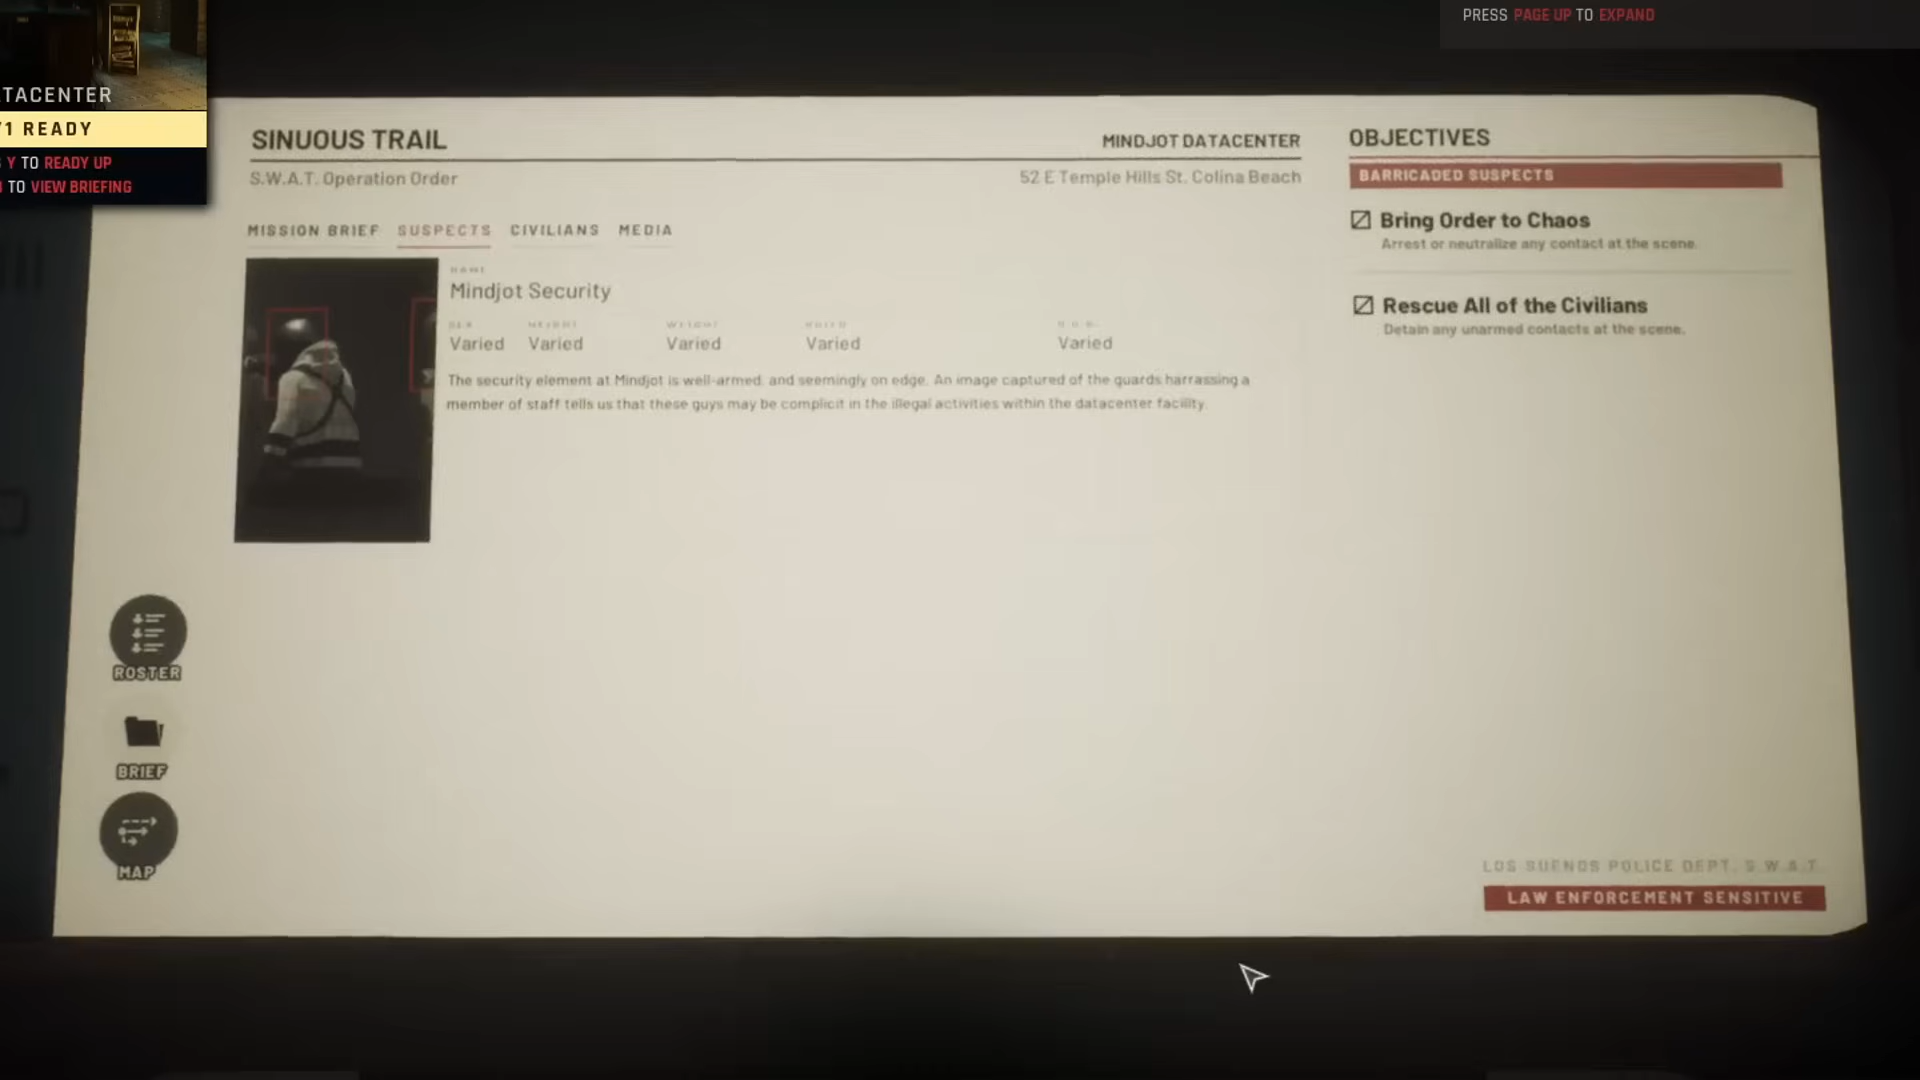 PRESS PAGE UP TO EXPAND
TACENTER
/1 READY
Y TO READY UP
TO VIEW BRIEFING
SINUOUS TRAIL
MINDJOT DATACENTER
S.W.A.T. Operation Order
52 E Temple Hills St. Colina Beach
MISSION BRIEF SUSPECTS CIVILIANS MEDIA
NAME
Mindjot Security
SEX HEIGHT WEIGHT
Varied Varied Varied Varied Varied
The security element at Mindjot is well-armed, and seemingly on edge. An image captured of the guards harrassing a
member of staff tells us that these guys may be complicit in the illegal activities within the datacenter facility.
OBJECTIVES
BARRICADED SUSPECTS
Bring Order to Chaos
Arrest or neutralize any contact at the scene.
Rescue All of the Civilians
Detain any unarmed contacts at the scene.
ROSTER
BRIEF
MAP
LOS SUENOS POLICE DEPT. S.W.A.T.
LAW ENFORCEMENT SENSITIVE